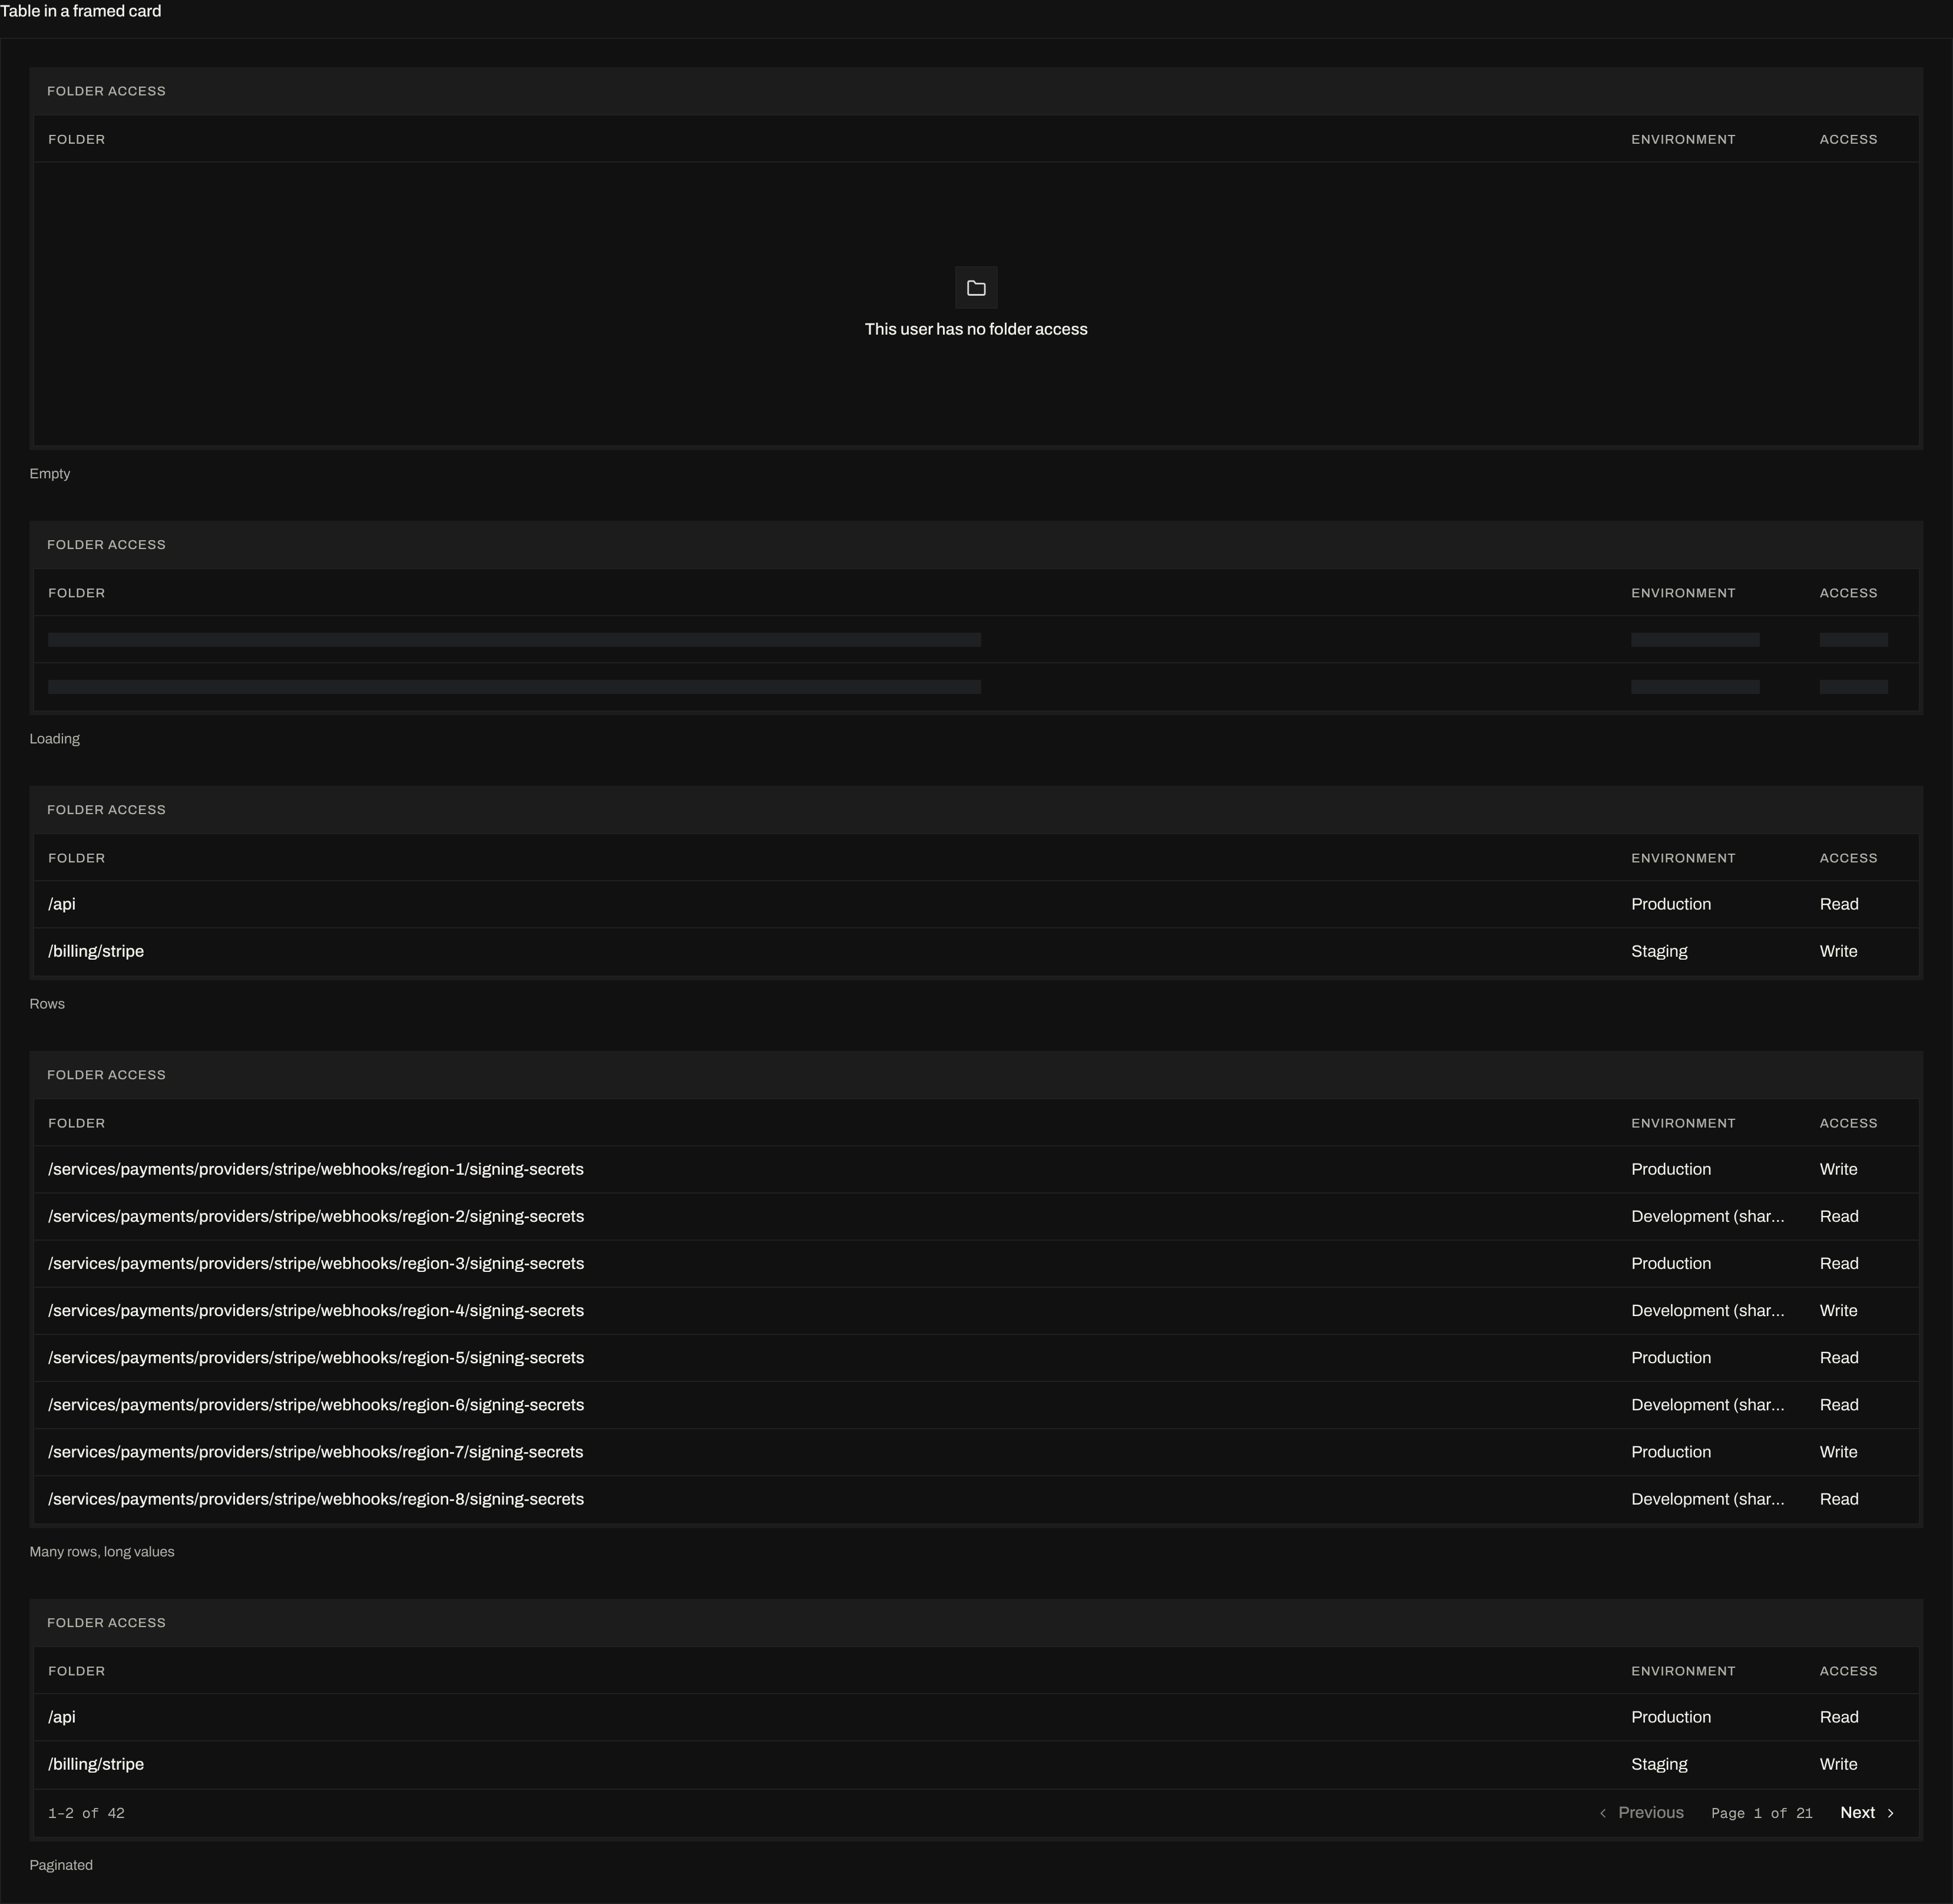 Table in a framed card
FOLDER ACCESS
FOLDER ENVIRONMENT ACCESS
This user has no folder access
Empty
FOLDER ACCESS
FOLDER ENVIRONMENT ACCESS
Loading
FOLDER ACCESS
FOLDER ENVIRONMENT ACCESS
/api Production Read
/billing/stripe Staging Write
Rows
FOLDER ACCESS
FOLDER ENVIRONMENT ACCESS
/services/payments/providers/stripe/webhooks/region-1/signing-secrets Production Write
/services/payments/providers/stripe/webhooks/region-2/signing-secrets Development (shar... Read
/services/payments/providers/stripe/webhooks/region-3/signing-secrets Production Read
/services/payments/providers/stripe/webhooks/region-4/signing-secrets Development (shar... Write
/services/payments/providers/stripe/webhooks/region-5/signing-secrets Production Read
/services/payments/providers/stripe/webhooks/region-6/signing-secrets Development (shar... Read
/services/payments/providers/stripe/webhooks/region-7/signing-secrets Production Write
/services/payments/providers/stripe/webhooks/region-8/signing-secrets Development (shar... Read
Many rows, long values
FOLDER ACCESS
FOLDER ENVIRONMENT ACCESS
/api Production Read
/billing/stripe Staging Write
1–2 of 42 Previous Page 1 of 21 Next
Paginated